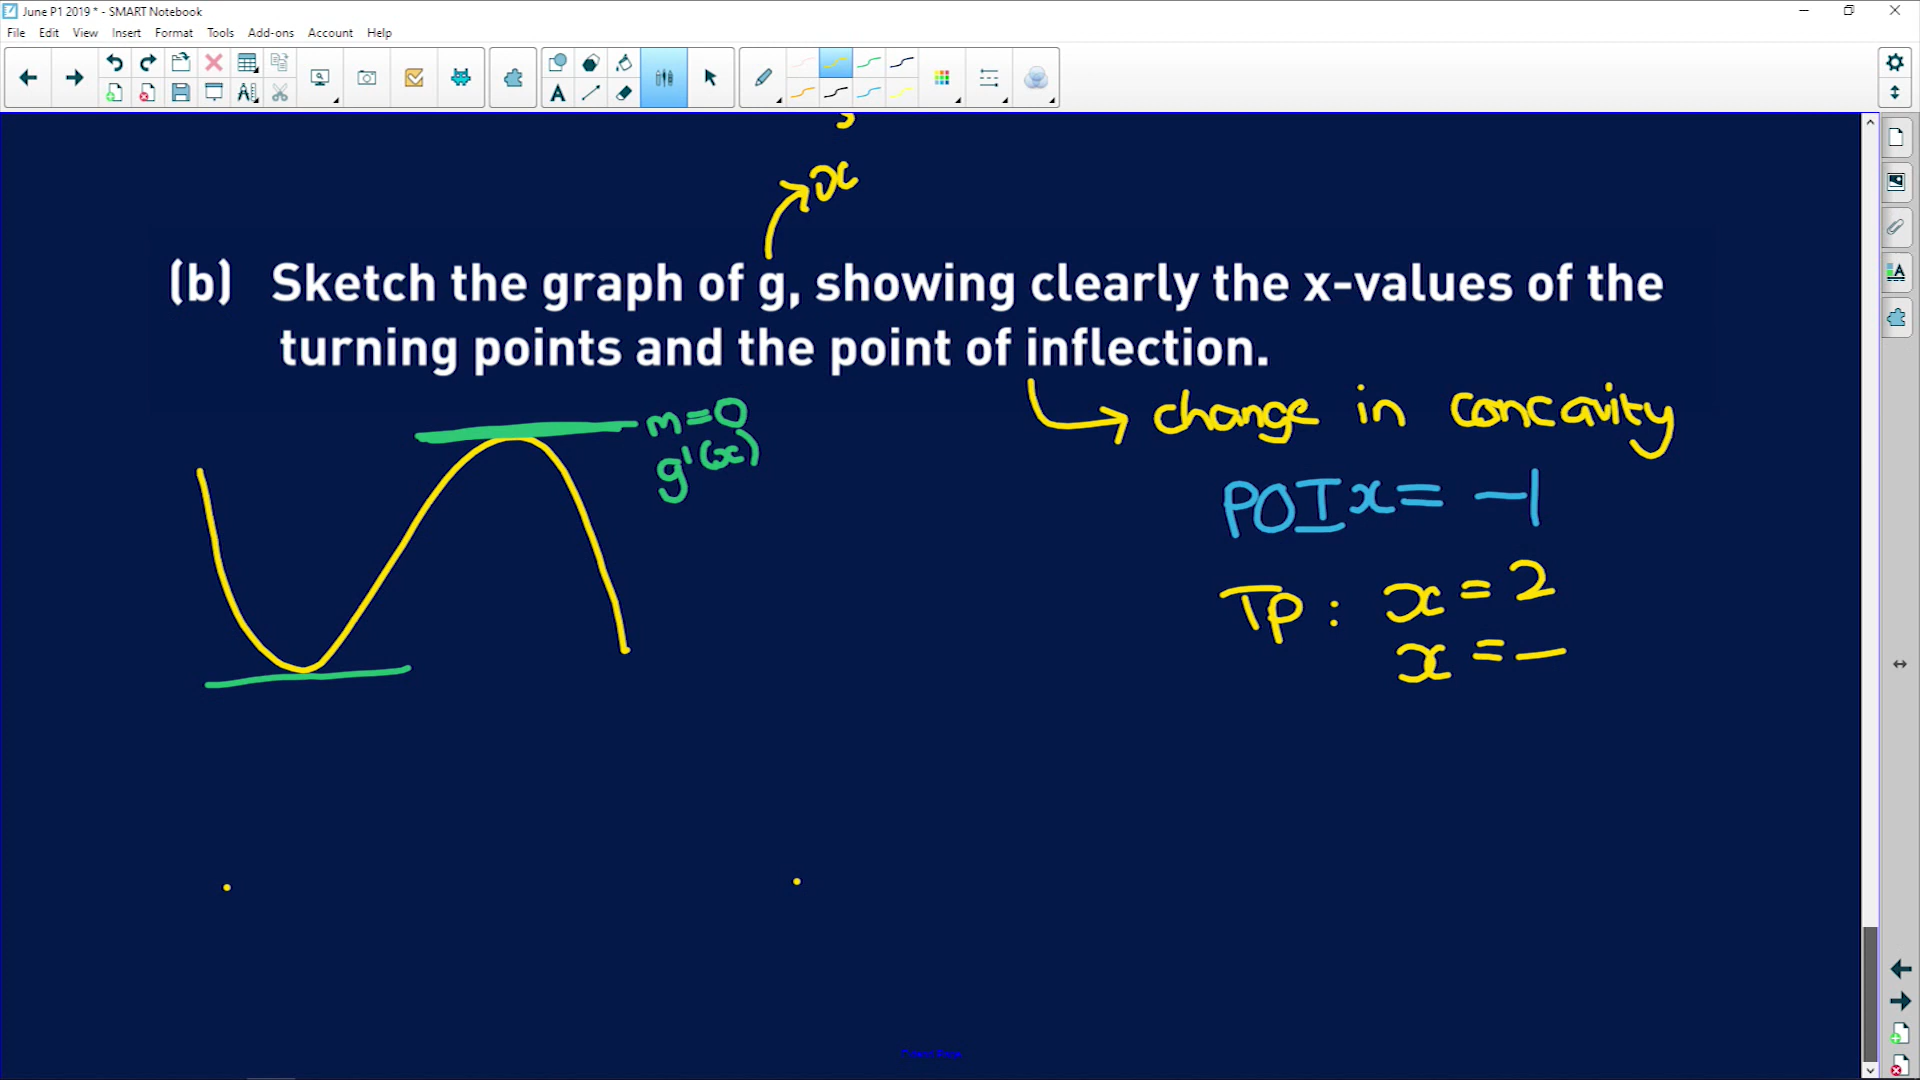 June P1 2019 * - SMART Notebook
File Edit View Insert Format Tools Add-ons Account Help
x
(b) Sketch the graph of g, showing clearly the x-values of the
turning points and the point of inflection.
change in concavity
m=0
g'(x)
POI x= -1
TP: x=2
x=-